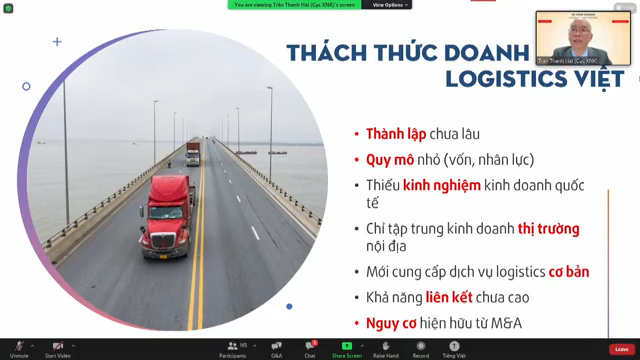 You are viewing Trần Thanh Hải (Cục XNK)'s screen
View Options
THÁCH THỨC DOANH
LOGISTICS VIỆT
Trần Thanh Hải (Cục XNK)
Thành lập chưa lâu
Quy mô nhỏ (vốn, nhân lực)
Thiếu kinh nghiệm kinh doanh quốc
tế
Chỉ tập trung kinh doanh thị trường
nội địa
Mới cung cấp dịch vụ logistics cơ bản
Khả năng liên kết chưa cao
Nguy cơ hiện hữu từ M&A
Unmute
Start Video
Participants
Q&A
Chat
Share Screen
Raise Hand
Record
Tiếng Việt
Leave